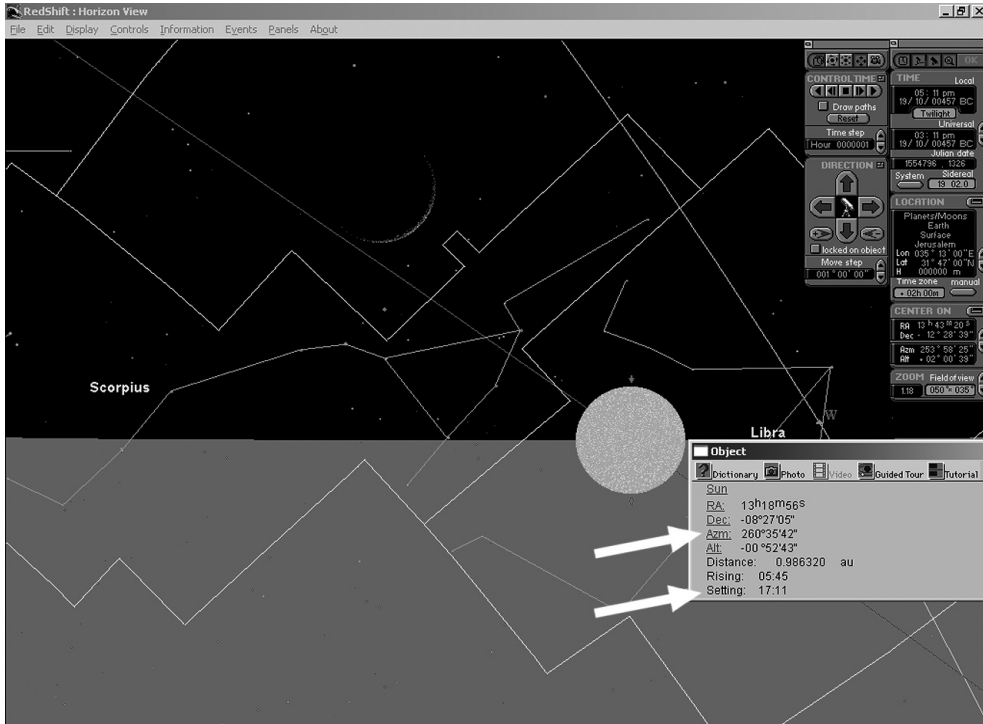 RedShift : Horizon View
File Edit Display Controls Information Events Panels About
OK
CONTROL TIME
Draw paths
Reset
Time step
Hour 0000001
DIRECTION
locked on object
Move step
001° 00' 00"
TIME Local
05 : 11 pm
19 / 10 / 00457 BC
Twilight
Universal
03 : 11 pm
19 / 10 / 00457 BC
Julian date
1554796 . 1326
System Sidereal
19 02.0
LOCATION
Planets/Moons
Earth
Surface
Jerusalem
Lon 035° 13' 00"E
Lat 31° 47' 00"N
H 000000 m
Time zone manual
+ 02h 00m
CENTER ON
RA 13h 43m 20s
Dec - 12° 28' 39"
Azm 253° 58' 25"
Alt + 02° 00' 39"
ZOOM Field of view
1.18 050° × 035°
Scorpius
Libra
W
Object
Dictionary Photo Video Guided Tour Tutorial
Sun
RA: 13h18m56s
Dec: -08°27'05"
Azm: 260°35'42"
Alt: -00°52'43"
Distance: 0.986320 au
Rising: 05:45
Setting: 17:11